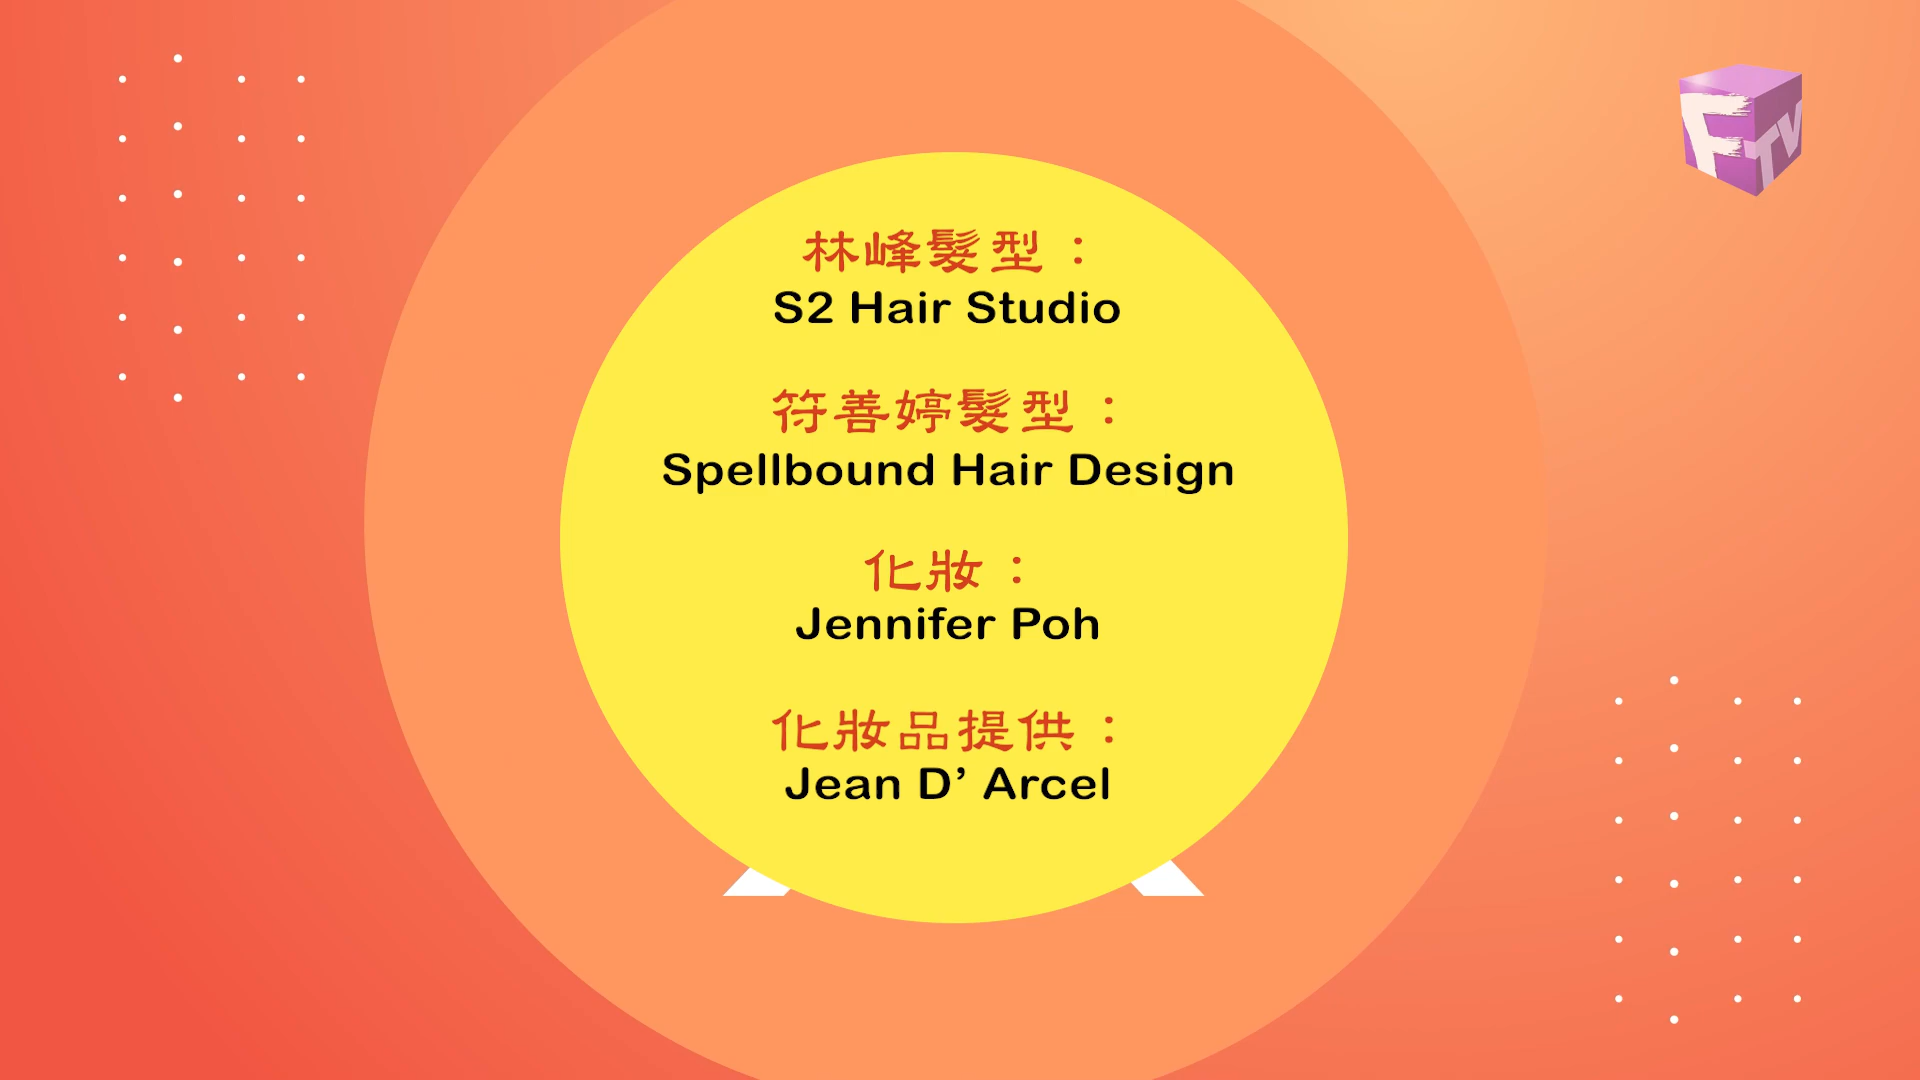 FTV
林峰髮型：
S2 Hair Studio
符善婷髮型：
Spellbound Hair Design
化妝：
Jennifer Poh
化妝品提供：
Jean D’ Arcel